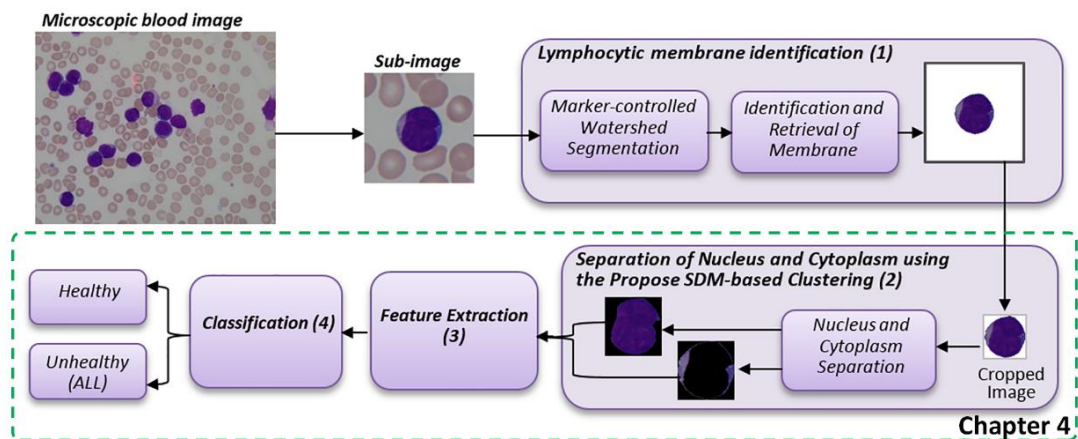 Microscopic blood image
Sub-image
Lymphocytic membrane identification (1)
Marker-controlled
Watershed
Segmentation
Identification and
Retrieval of
Membrane
Separation of Nucleus and Cytoplasm using
the Propose SDM-based Clustering (2)
Nucleus and
Cytoplasm
Separation
Cropped
Image
Feature Extraction
(3)
Classification (4)
Healthy
Unhealthy
(ALL)
Chapter 4